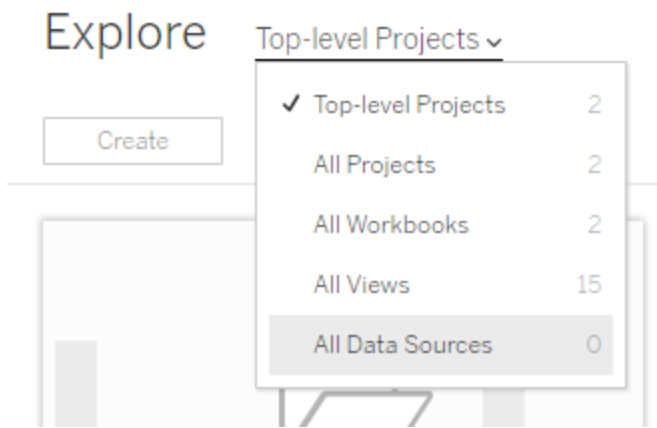 Explore Top-level Projects
Top-level Projects 2
Create
All Projects 2
All Workbooks 2
All Views 15
All Data Sources 0